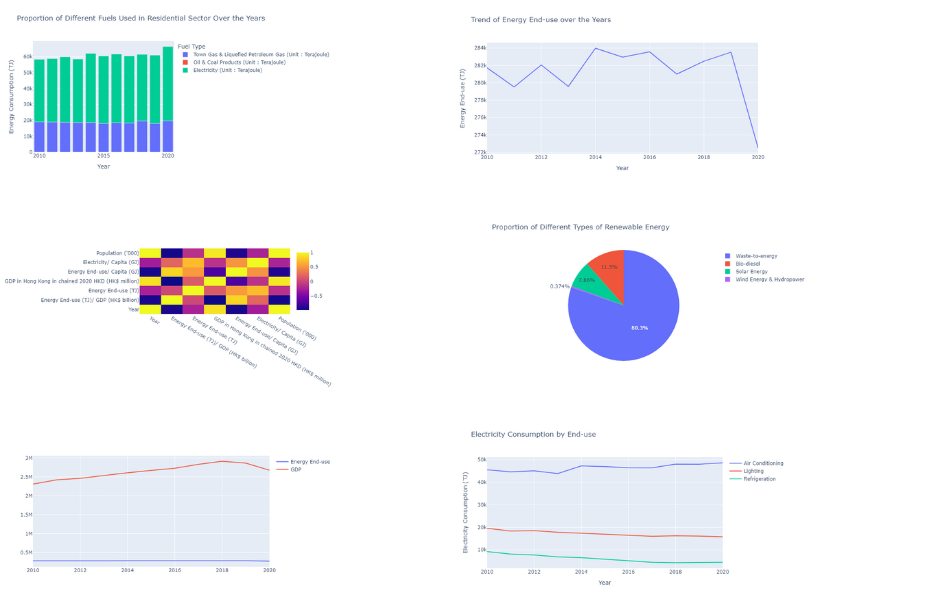 Proportion of Different Fuels Used in Residential Sector Over the Years
Fuel Type
Town Gas & Liquefied Petroleum Gas (Unit : Terajoule)
Oil & Coal Products (Unit : Terajoule)
Electricity (Unit : Terajoule)
Energy Consumption (TJ)
60k
50k
40k
30k
20k
10k
0
2010
2015
2020
Year
Trend of Energy End-use over the Years
Energy End-use (TJ)
284k
282k
280k
278k
276k
274k
272k
2010
2012
2014
2016
2018
2020
Year
Population ('000)
Electricity/ Capita (GJ)
Energy End-use/ Capita (GJ)
GDP in Hong Kong in chained 2020 HKD (HK$ million)
Energy End-use (TJ)
Energy End-use (TJ)/ GDP (HK$ billion)
Year
1
0.5
0
−0.5
Year
Energy End-use (TJ)/ GDP (HK$ billion)
Energy End-use (TJ)
GDP in Hong Kong in chained 2020 HKD (HK$ million)
Energy End-use/ Capita (GJ)
Electricity/ Capita (GJ)
Population ('000)
Proportion of Different Types of Renewable Energy
Waste-to-energy
Bio-diesel
Solar Energy
Wind Energy & Hydropower
0.374%
80.3%
Energy End-use
GDP
3M
2.5M
2M
1.5M
1M
0.5M
2010
2012
2014
2016
2018
2020
Electricity Consumption by End-use
Air Conditioning
Lighting
Refrigeration
Electricity Consumption (TJ)
50k
40k
30k
20k
10k
2010
2012
2014
2016
2018
2020
Year